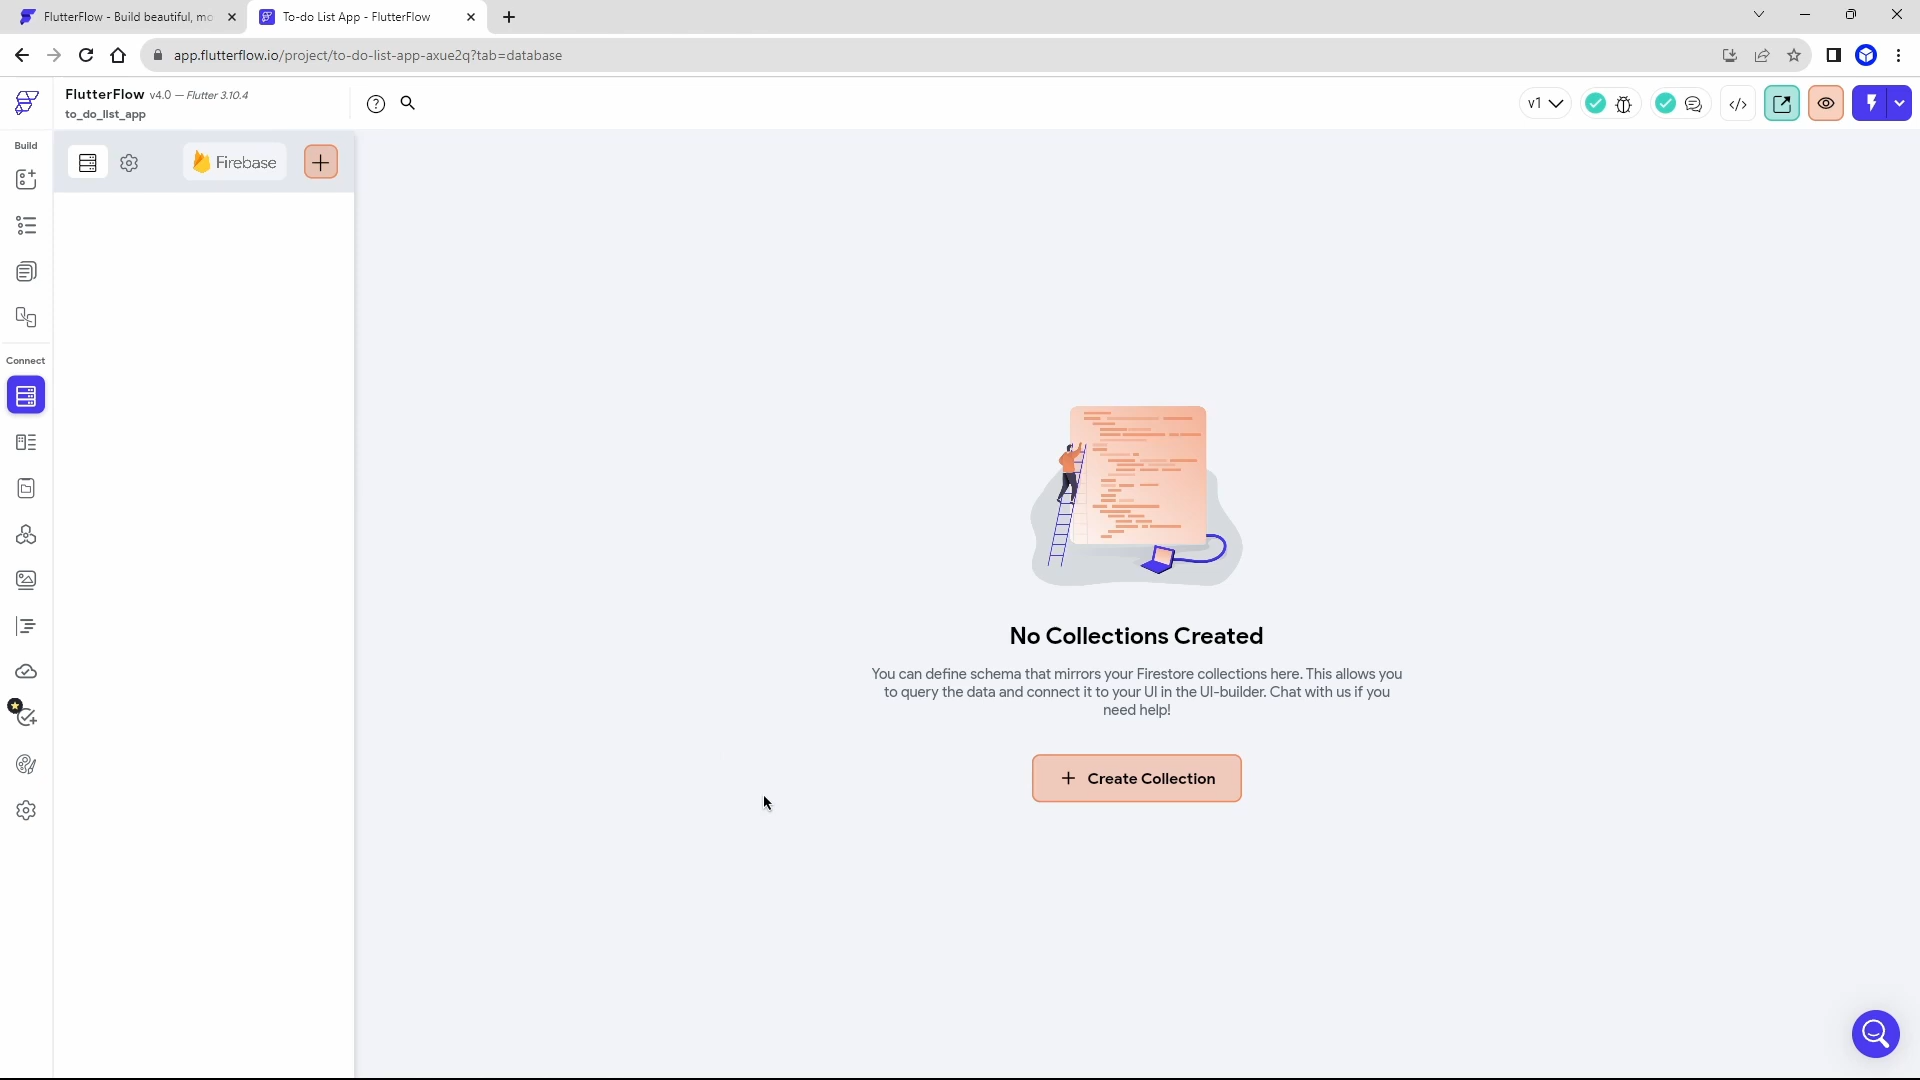 FlutterFlow - Build beautiful, mo
To-do List App - FlutterFlow
app.flutterflow.io/project/to-do-list-app-axue2q?tab=database
FlutterFlow v4.0 — Flutter 3.10.4
to_do_list_app
v1
Build
Firebase
Connect
No Collections Created
You can define schema that mirrors your Firestore collections here. This allows you
to query the data and connect it to your UI in the UI-builder. Chat with us if you
need help!
+ Create Collection